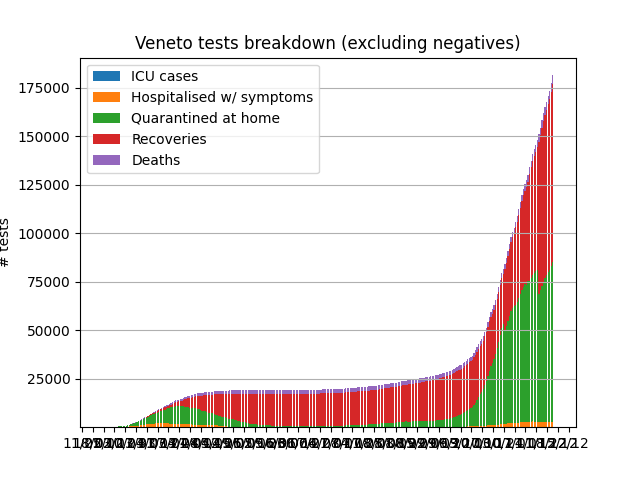 Veneto tests breakdown (excluding negatives)
ICU cases
Hospitalised w/ symptoms
Quarantined at home
Recoveries
Deaths
175000
150000
125000
100000
75000
50000
25000
# tests